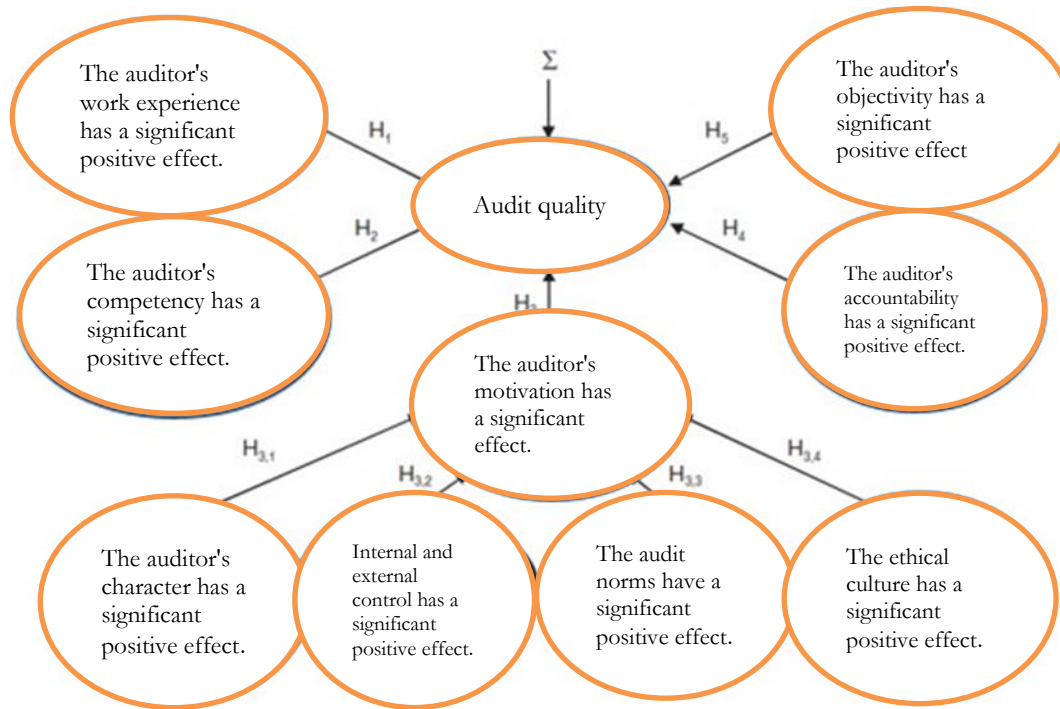 The auditor's
work experience
has a significant
positive effect.
H1
Σ
The auditor's
objectivity has a
significant
positive effect
H5
Audit quality
H2
The auditor's
competency has a
significant
positive effect.
H4
The auditor's
accountability
has a significant
positive effect.
The auditor's
motivation has
a significant
effect.
H3,1
H3,2
H3,3
H3,4
The auditor's
character has a
significant
positive effect.
Internal and
external
control has a
significant
positive effect.
The audit
norms have a
significant
positive effect.
The ethical
culture has a
significant
positive effect.